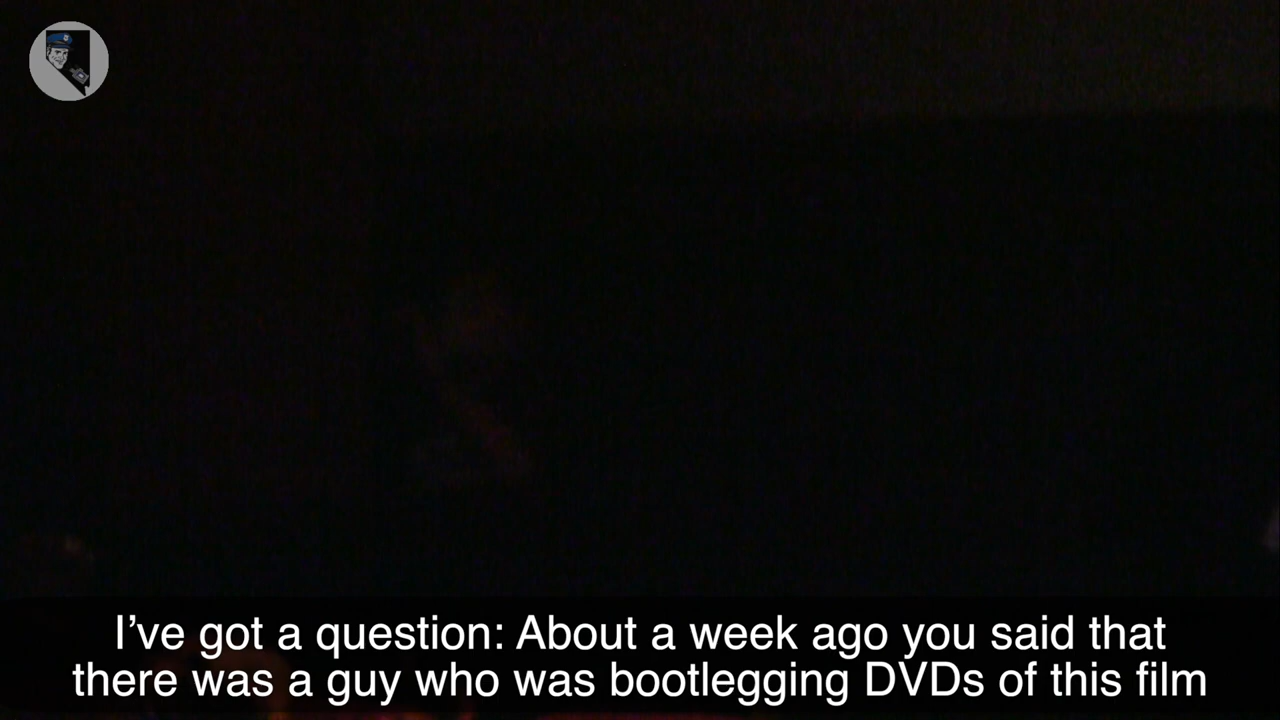 I’ve got a question: About a week ago you said that
there was a guy who was bootlegging DVDs of this film